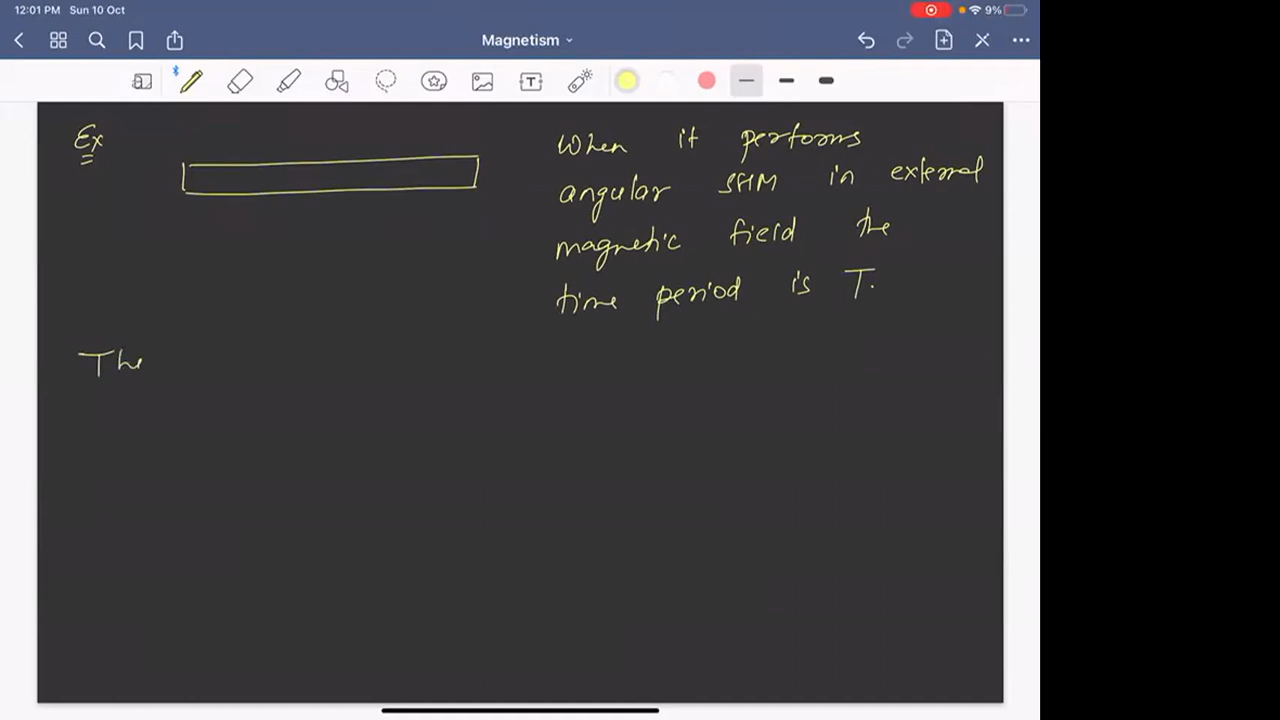 12:01 PM Sun 10 Oct
9%
Magnetism
Ex
When it performs
angular SHM in external
magnetic field the
time period is T.
The